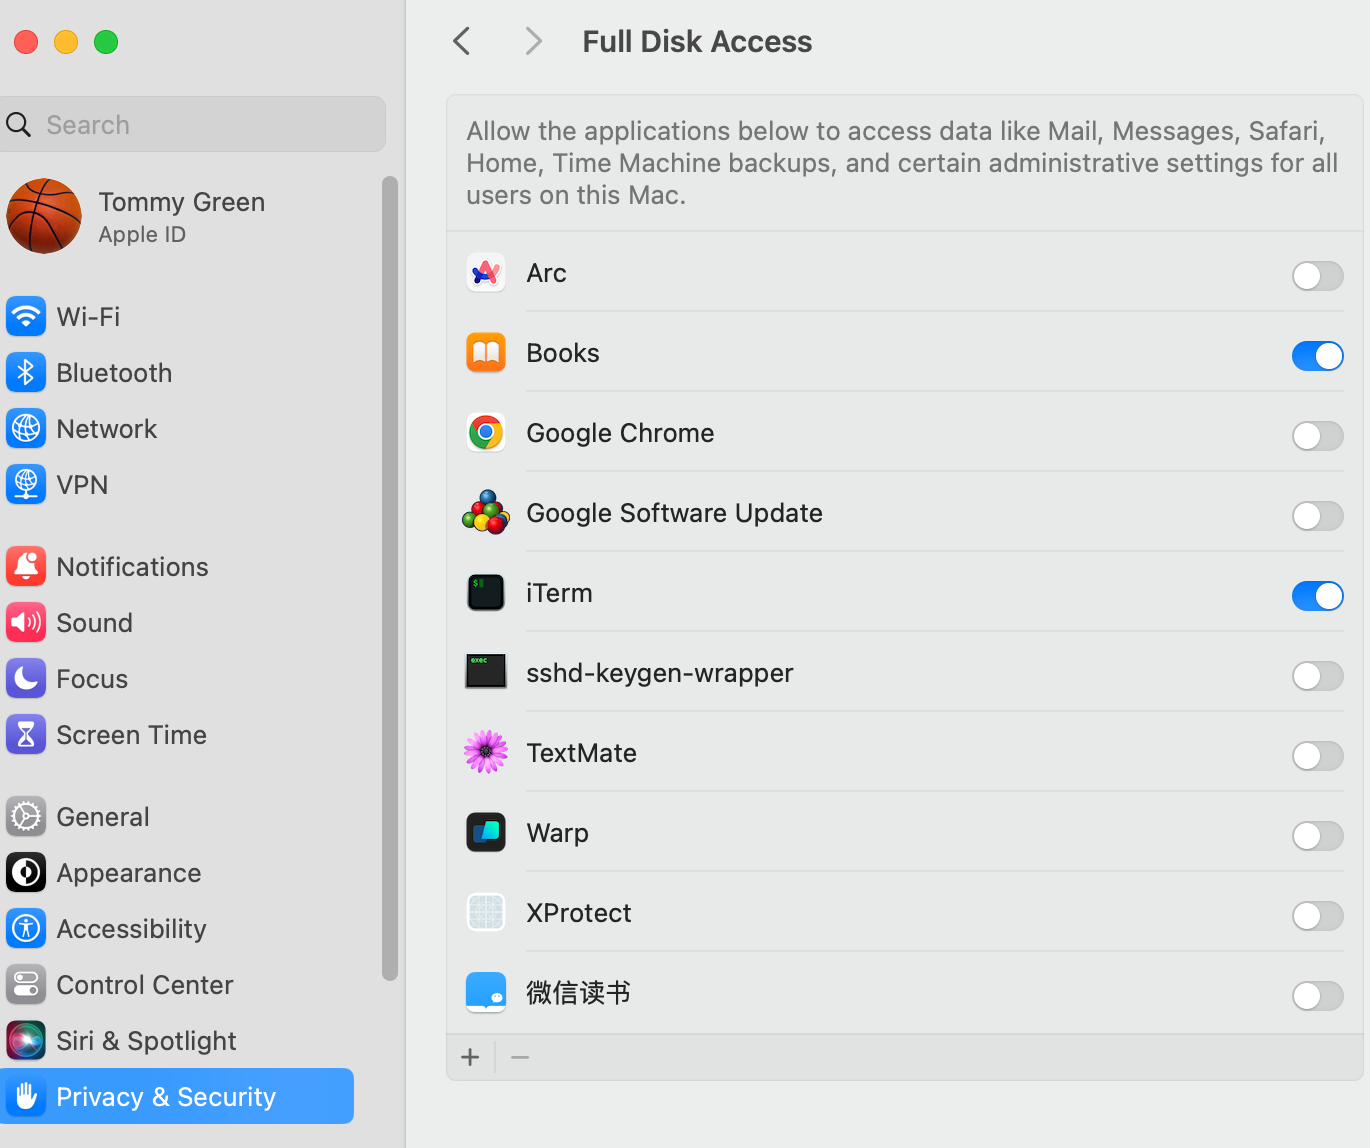 Full Disk Access
Search
Tommy Green
Apple ID
Wi-Fi
Bluetooth
Network
VPN
Notifications
Sound
Focus
Screen Time
General
Appearance
Accessibility
Control Center
Siri & Spotlight
Privacy & Security
Allow the applications below to access data like Mail, Messages, Safari,
Home, Time Machine backups, and certain administrative settings for all
users on this Mac.
Arc
Books
Google Chrome
Google Software Update
$
iTerm
exec
sshd-keygen-wrapper
TextMate
Warp
XProtect
微信读书